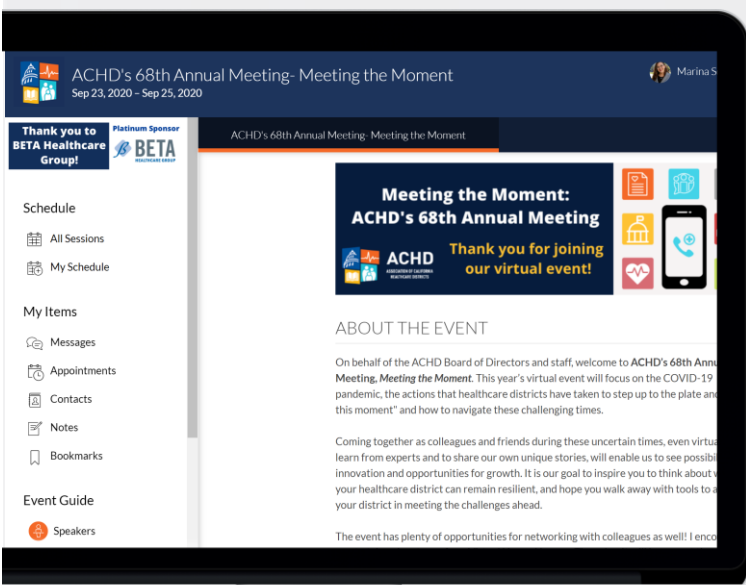 ACHD's 68th Annual Meeting- Meeting the Moment
Sep 23, 2020 – Sep 25, 2020
Marina S
Thank you to
BETA Healthcare
Group!
Platinum Sponsor
BETA
HEALTHCARE GROUP
ACHD's 68th Annual Meeting- Meeting the Moment
Schedule
All Sessions
My Schedule
My Items
Messages
Appointments
Contacts
Notes
Bookmarks
Event Guide
Speakers
Meeting the Moment:
ACHD's 68th Annual Meeting
ACHD
ASSOCIATION OF CALIFORNIA
HEALTHCARE DISTRICTS
Thank you for joining
our virtual event!
ABOUT THE EVENT
On behalf of the ACHD Board of Directors and staff, welcome to ACHD's 68th Annu
Meeting, Meeting the Moment. This year's virtual event will focus on the COVID-19
pandemic, the actions that healthcare districts have taken to step up to the plate and
this moment" and how to navigate these challenging times.
Coming together as colleagues and friends during these uncertain times, even virtua
learn from experts and to share our own unique stories, will enable us to see possibi
innovation and opportunities for growth. It is our goal to inspire you to think about w
your healthcare district can remain resilient, and hope you walk away with tools to a
your district in meeting the challenges ahead.
The event has plenty of opportunities for networking with colleagues as well! I enco